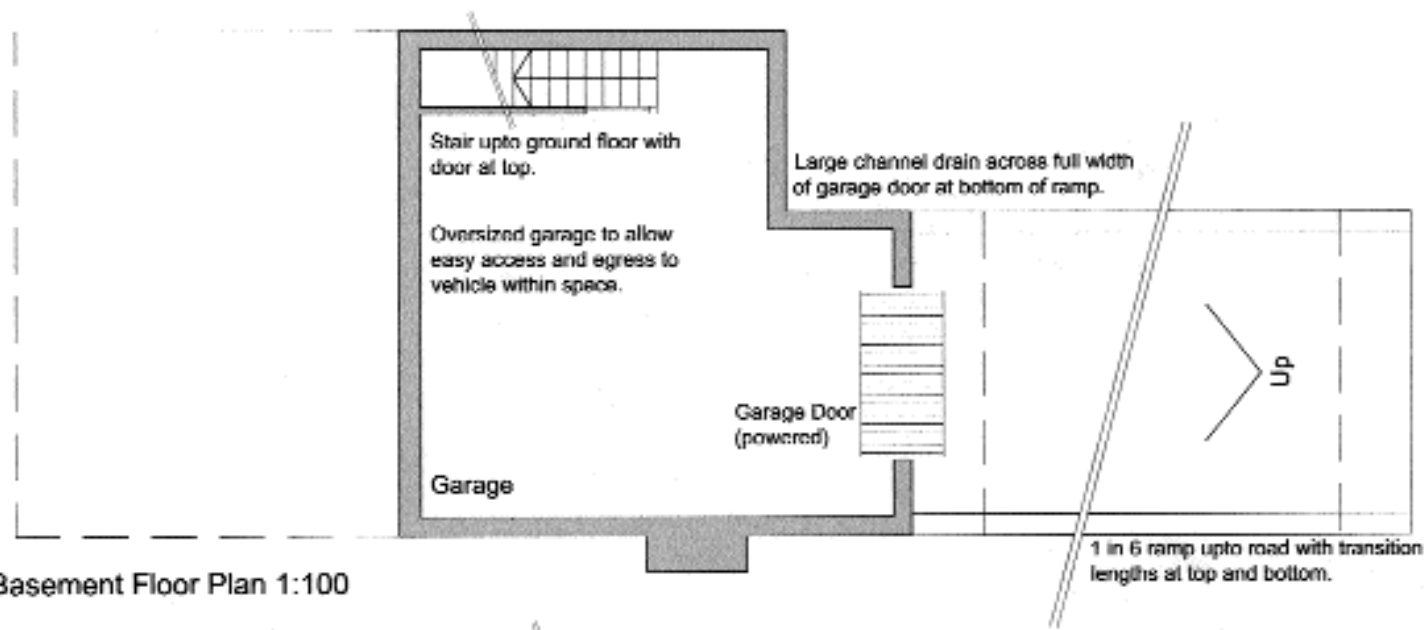 Stair upto ground floor with
door at top.
Large channel drain across full width
of garage door at bottom of ramp.
Oversized garage to allow
easy access and egress to
vehicle within space.
Up
Garage Door
(powered)
Garage
1 in 6 ramp upto road with transition
lengths at top and bottom.
Basement Floor Plan 1:100